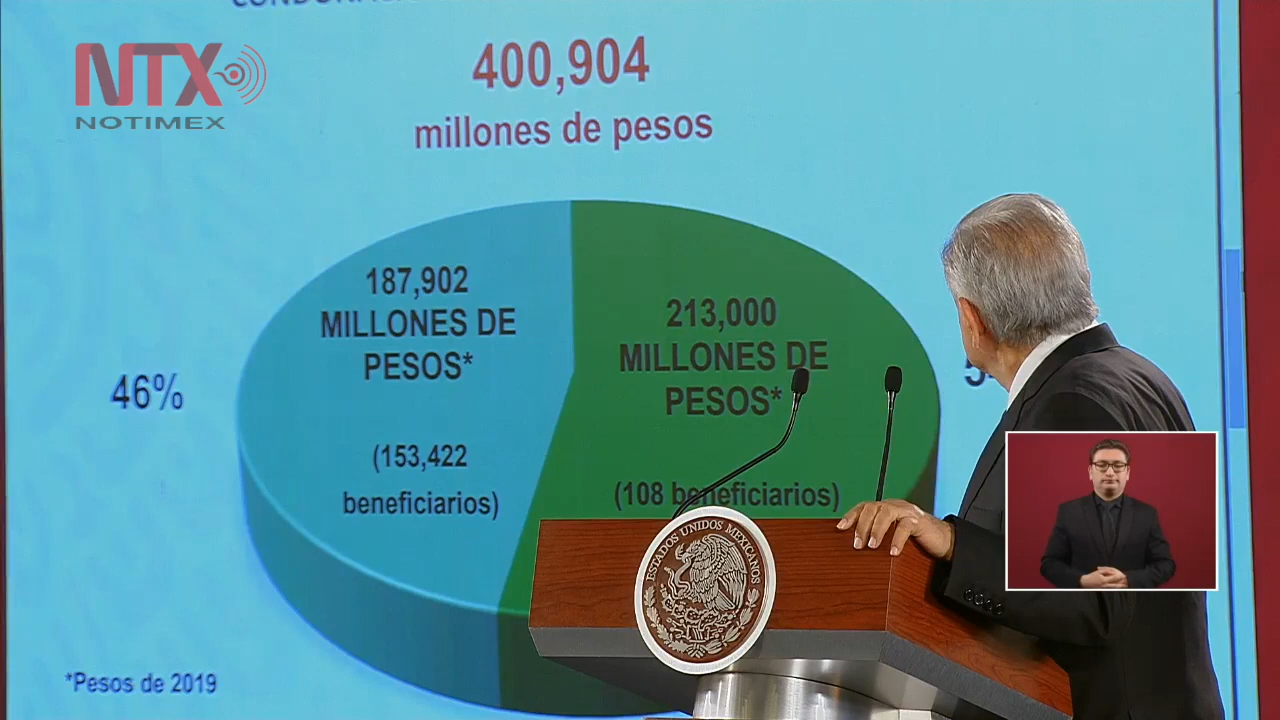 400,904
millones de pesos
NTX
NOTIMEX
187,902
MILLONES DE
PESOS*
(153,422
beneficiarios)
46%
213,000
MILLONES DE
PESOS*
(108 beneficiarios)
ESTADOS UNIDOS MEXICANOS
*Pesos de 2019